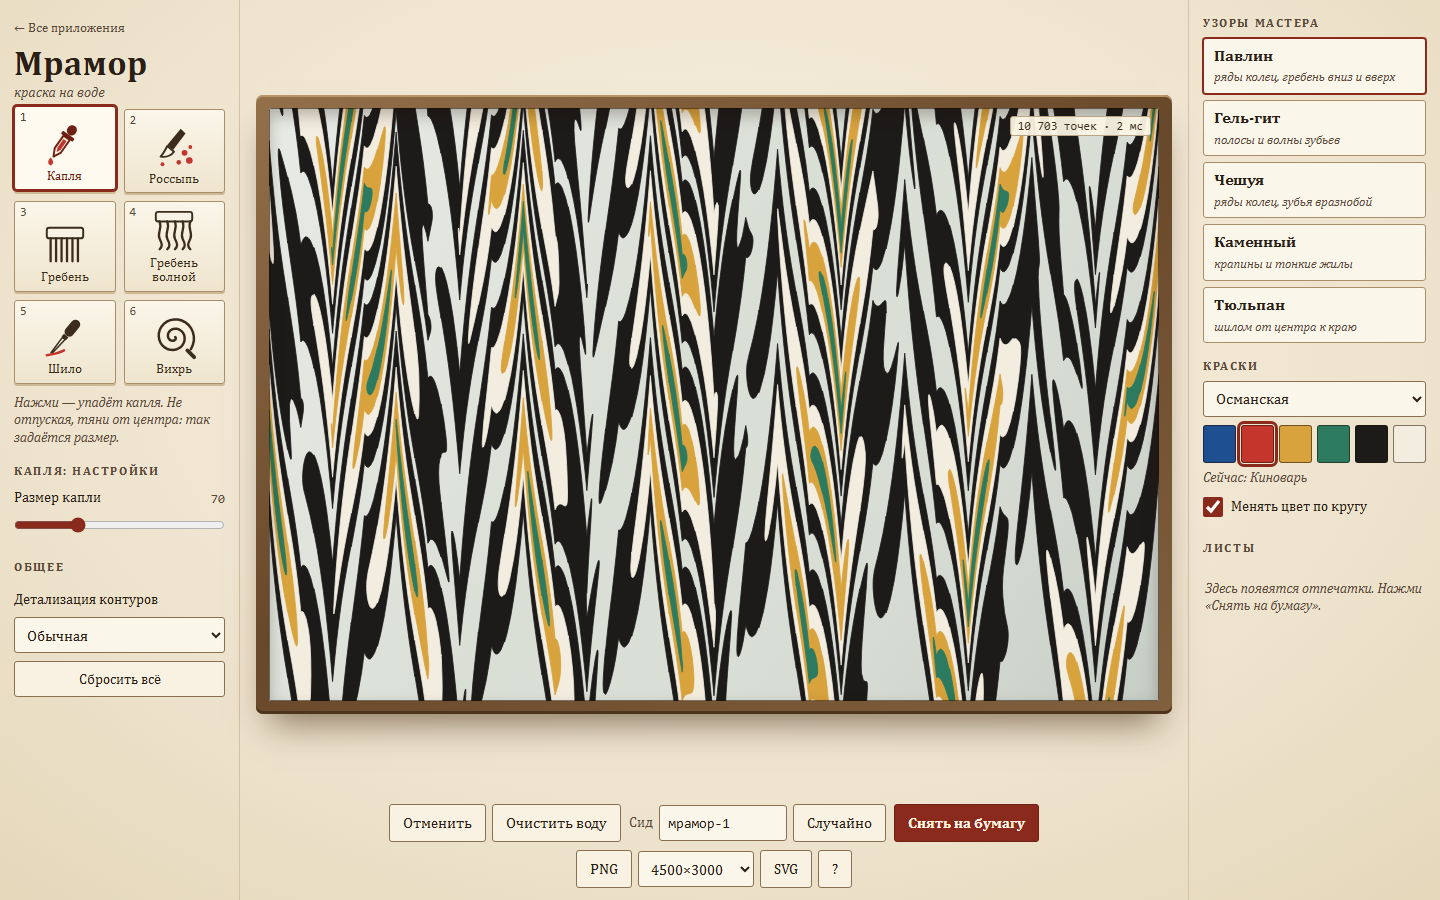 ← Все приложения
Мрамор
краска на воде
1
Капля
2
Россыпь
3
Гребень
4
Гребень
волной
5
Шило
6
Вихрь
Нажми — упадёт капля. Не
отпуская, тяни от центра: так
задаётся размер.
КАПЛЯ: НАСТРОЙКИ
Размер капли 70
ОБЩЕЕ
Детализация контуров
Обычная
Сбросить всё
10 703 точек · 2 мс
Отменить
Очистить воду
Сид
мрамор-1
Случайно
Снять на бумагу
PNG
4500×3000
SVG
?
УЗОРЫ МАСТЕРА
Павлин
ряды колец, гребень вниз и вверх
Гель-гит
полосы и волны зубьев
Чешуя
ряды колец, зубья вразнобой
Каменный
крапины и тонкие жилы
Тюльпан
шилом от центра к краю
КРАСКИ
Османская
Сейчас: Киноварь
Менять цвет по кругу
ЛИСТЫ
Здесь появятся отпечатки. Нажми
«Снять на бумагу».